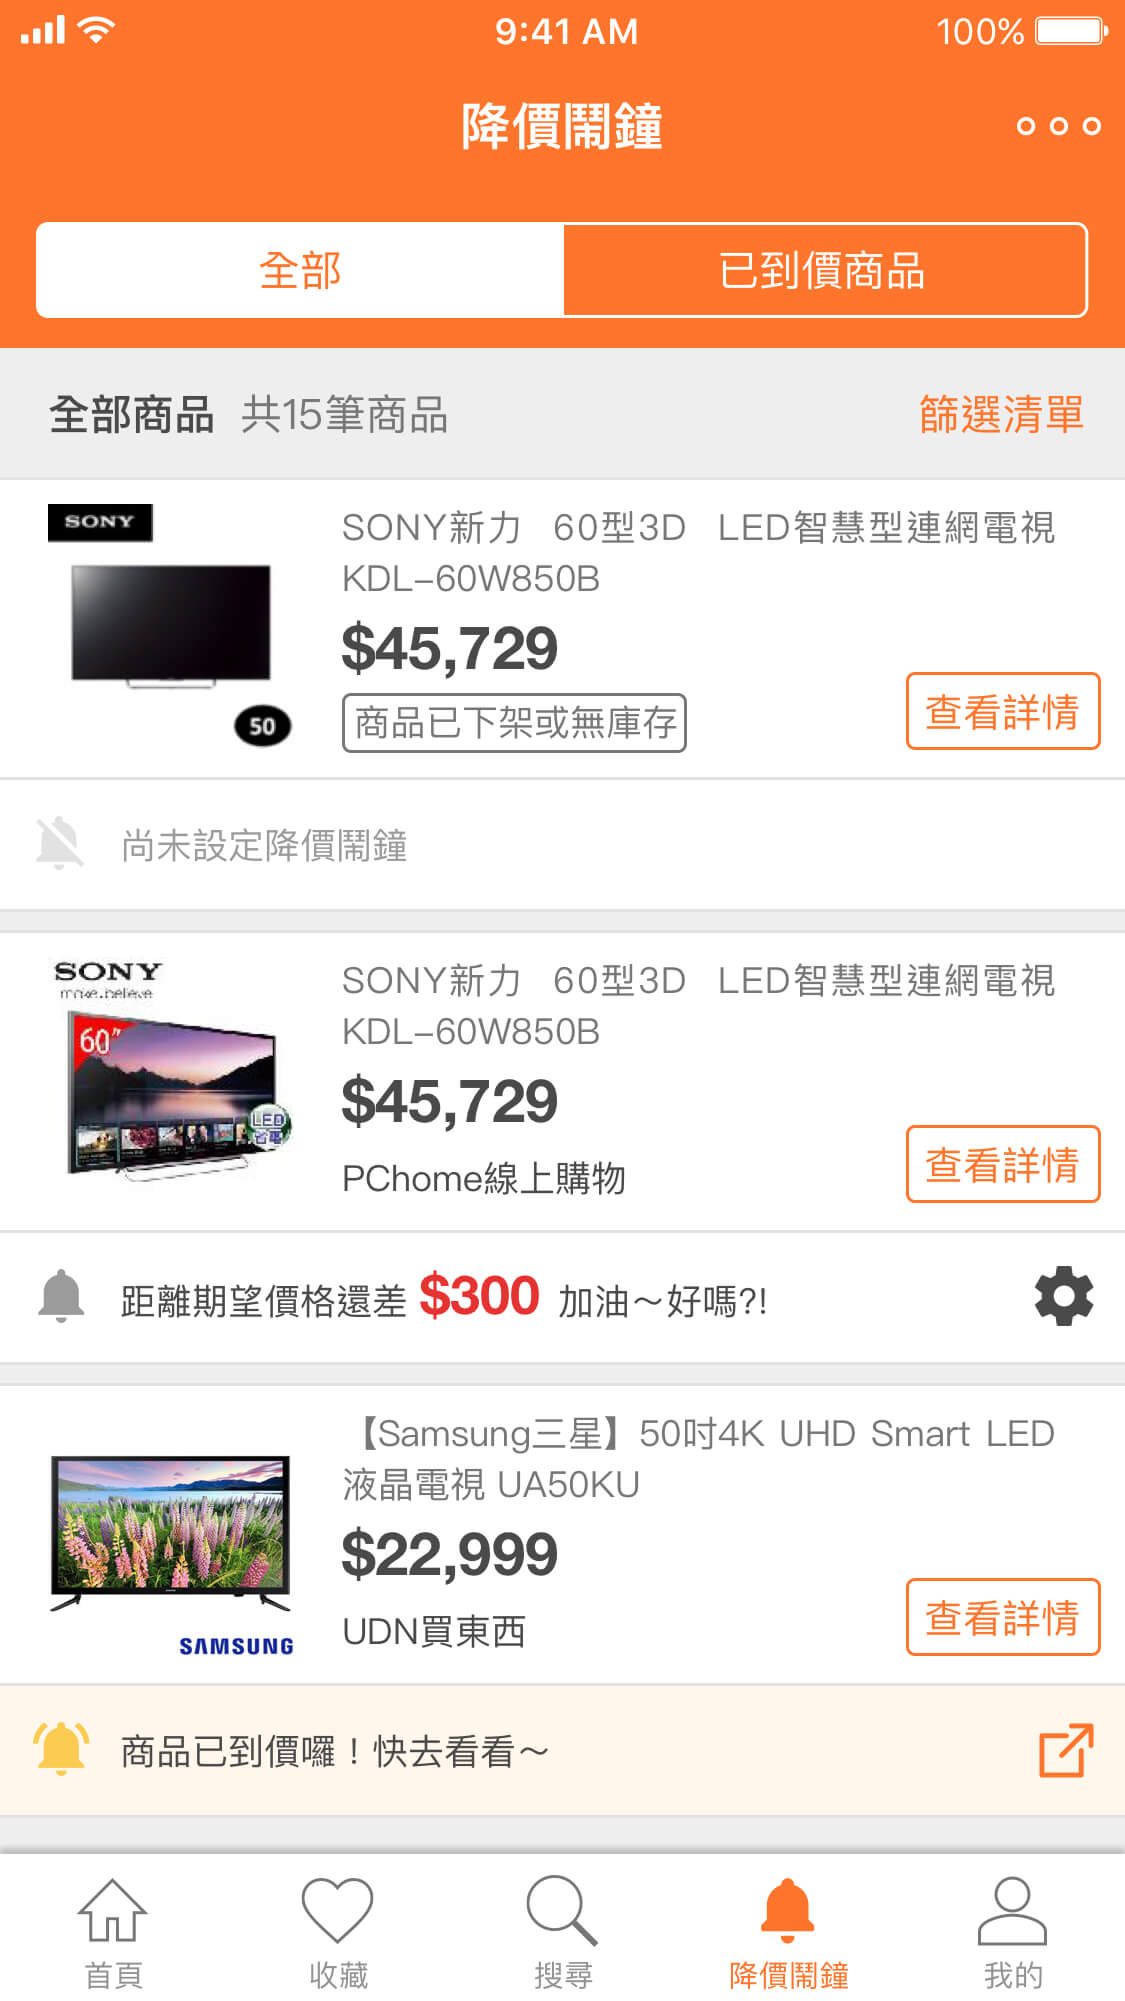 9:41 AM
100%
降價鬧鐘
全部
已到價商品
全部商品 共15筆商品
篩選清單
SONY
50
SONY新力 60型3D LED智慧型連網電視
KDL-60W850B
$45,729
商品已下架或無庫存
查看詳情
尚未設定降價鬧鐘
SONY
make.believe
60"
LED
省電
SONY新力 60型3D LED智慧型連網電視
KDL-60W850B
$45,729
PChome線上購物
查看詳情
距離期望價格還差 $300 加油～好嗎?!
SAMSUNG
【Samsung三星】50吋4K UHD Smart LED
液晶電視 UA50KU
$22,999
UDN買東西
查看詳情
商品已到價囉！快去看看～
首頁
收藏
搜尋
降價鬧鐘
我的